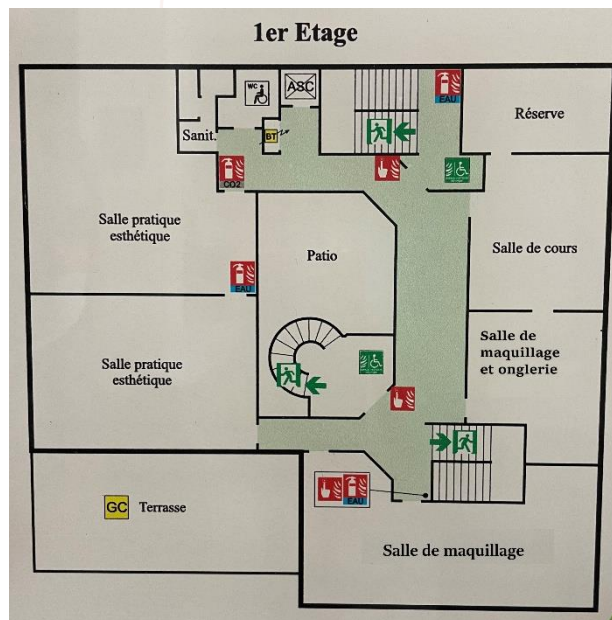 1er Etage
WC
ASC
EAU
Réserve
Sanit.
BT
CO2
Salle pratique
esthétique
Patio
Salle de cours
EAU
Salle pratique
esthétique
Salle de
maquillage
et onglerie
GC
Terrasse
EAU
Salle de maquillage